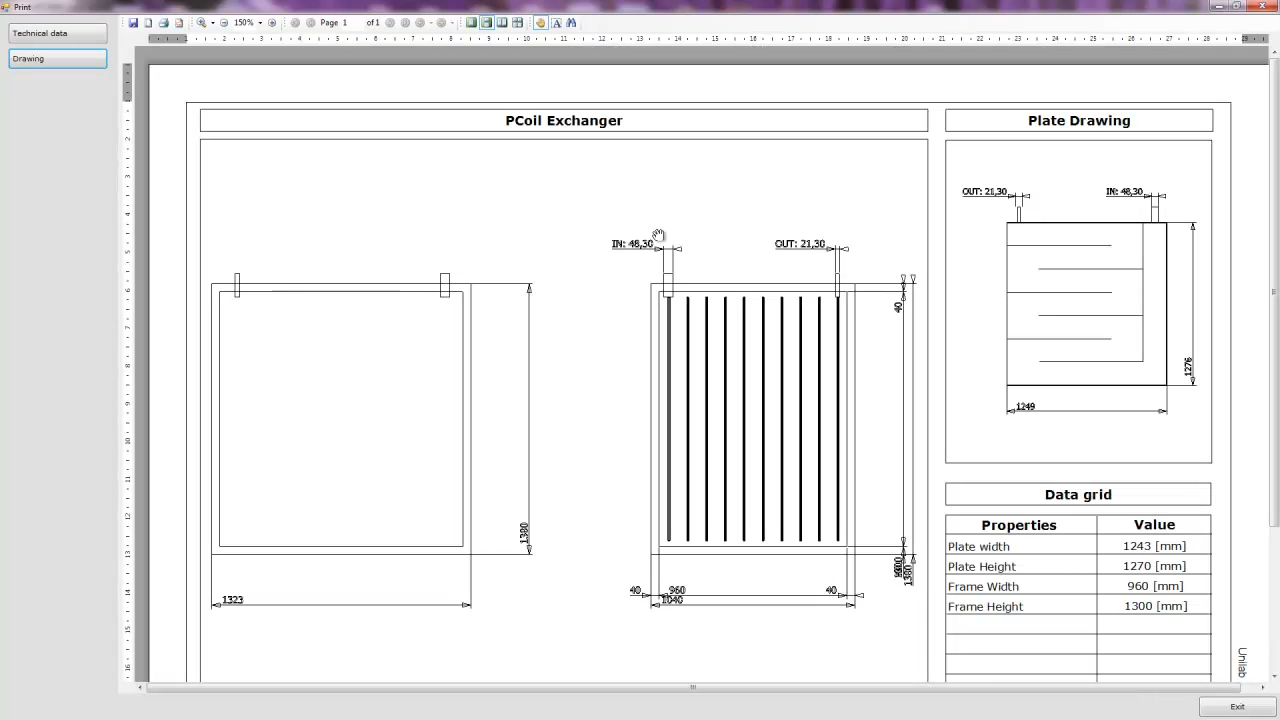 Print
Technical data
Drawing
150%
Page 1
of 1
PCoil Exchanger
Plate Drawing
OUT: 21,30
IN: 48,30
IN: 48,30
OUT: 21,30
40
1276
1249
1380
1323
1380
40
960
40
1040
Data grid
Properties Value
Plate width 1243 [mm]
Plate Height 1270 [mm]
Frame Width 960 [mm]
Frame Height 1300 [mm]
Unilab
Exit